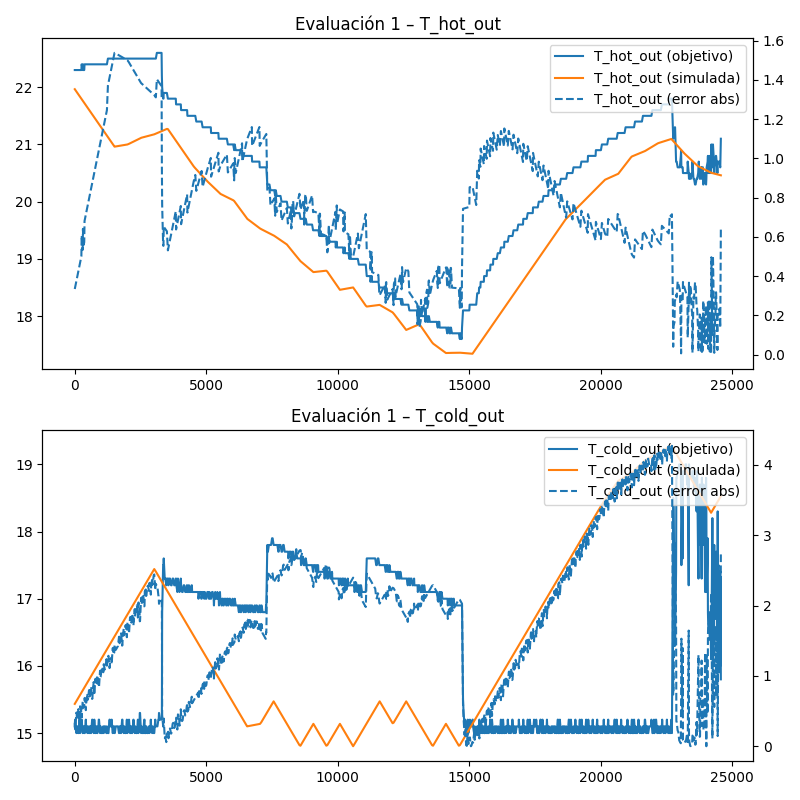 Evaluación 1 – T_hot_out
T_hot_out (objetivo)
T_hot_out (simulada)
T_hot_out (error abs)
22
21
20
19
18
1.6
1.4
1.2
1.0
0.8
0.6
0.4
0.2
0.0
0 5000 10000 15000 20000 25000
Evaluación 1 – T_cold_out
T_cold_out (objetivo)
T_cold_out (simulada)
T_cold_out (error abs)
19
18
17
16
15
4
3
2
1
0
0 5000 10000 15000 20000 25000